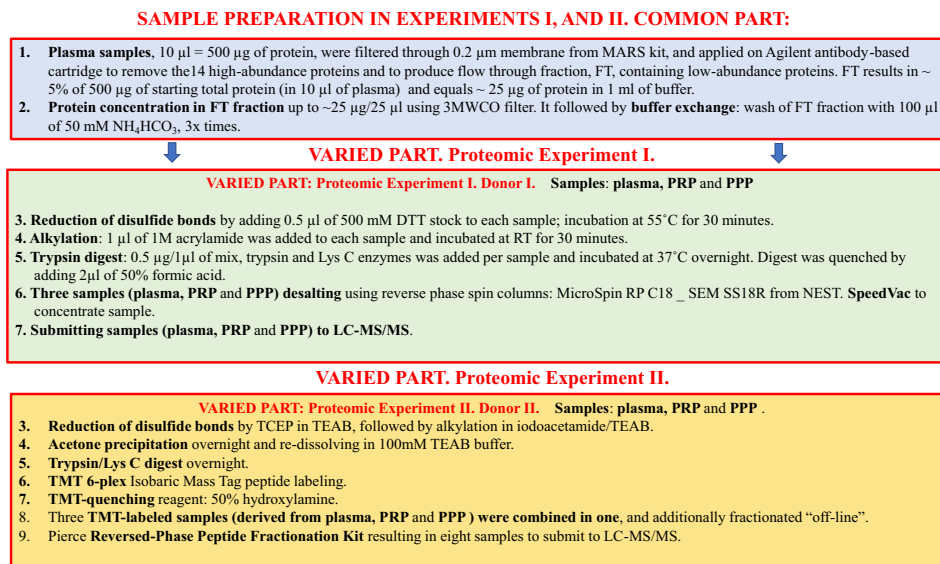 SAMPLE PREPARATION IN EXPERIMENTS I, AND II. COMMON PART:
1. Plasma samples, 10 µl = 500 µg of protein, were filtered through 0.2 µm membrane from MARS kit, and applied on Agilent antibody-based
cartridge to remove the14 high-abundance proteins and to produce flow through fraction, FT, containing low-abundance proteins. FT results in ~
5% of 500 µg of starting total protein (in 10 µl of plasma) and equals ~ 25 µg of protein in 1 ml of buffer.
2. Protein concentration in FT fraction up to ~25 µg/25 µl using 3MWCO filter. It followed by buffer exchange: wash of FT fraction with 100 µl
of 50 mM NH₄HCO₃, 3x times.
VARIED PART. Proteomic Experiment I.
VARIED PART: Proteomic Experiment I. Donor I. Samples: plasma, PRP and PPP
3. Reduction of disulfide bonds by adding 0.5 µl of 500 mM DTT stock to each sample; incubation at 55˚C for 30 minutes.
4. Alkylation: 1 µl of 1M acrylamide was added to each sample and incubated at RT for 30 minutes.
5. Trypsin digest: 0.5 µg/1µl of mix, trypsin and Lys C enzymes was added per sample and incubated at 37˚C overnight. Digest was quenched by
adding 2µl of 50% formic acid.
6. Three samples (plasma, PRP and PPP) desalting using reverse phase spin columns: MicroSpin RP C18 _ SEM SS18R from NEST. SpeedVac to
concentrate sample.
7. Submitting samples (plasma, PRP and PPP) to LC-MS/MS.
VARIED PART. Proteomic Experiment II.
VARIED PART: Proteomic Experiment II. Donor II. Samples: plasma, PRP and PPP .
3. Reduction of disulfide bonds by TCEP in TEAB, followed by alkylation in iodoacetamide/TEAB.
4. Acetone precipitation overnight and re-dissolving in 100mM TEAB buffer.
5. Trypsin/Lys C digest overnight.
6. TMT 6-plex Isobaric Mass Tag peptide labeling.
7. TMT-quenching reagent: 50% hydroxylamine.
8. Three TMT-labeled samples (derived from plasma, PRP and PPP ) were combined in one, and additionally fractionated “off-line”.
9. Pierce Reversed-Phase Peptide Fractionation Kit resulting in eight samples to submit to LC-MS/MS.